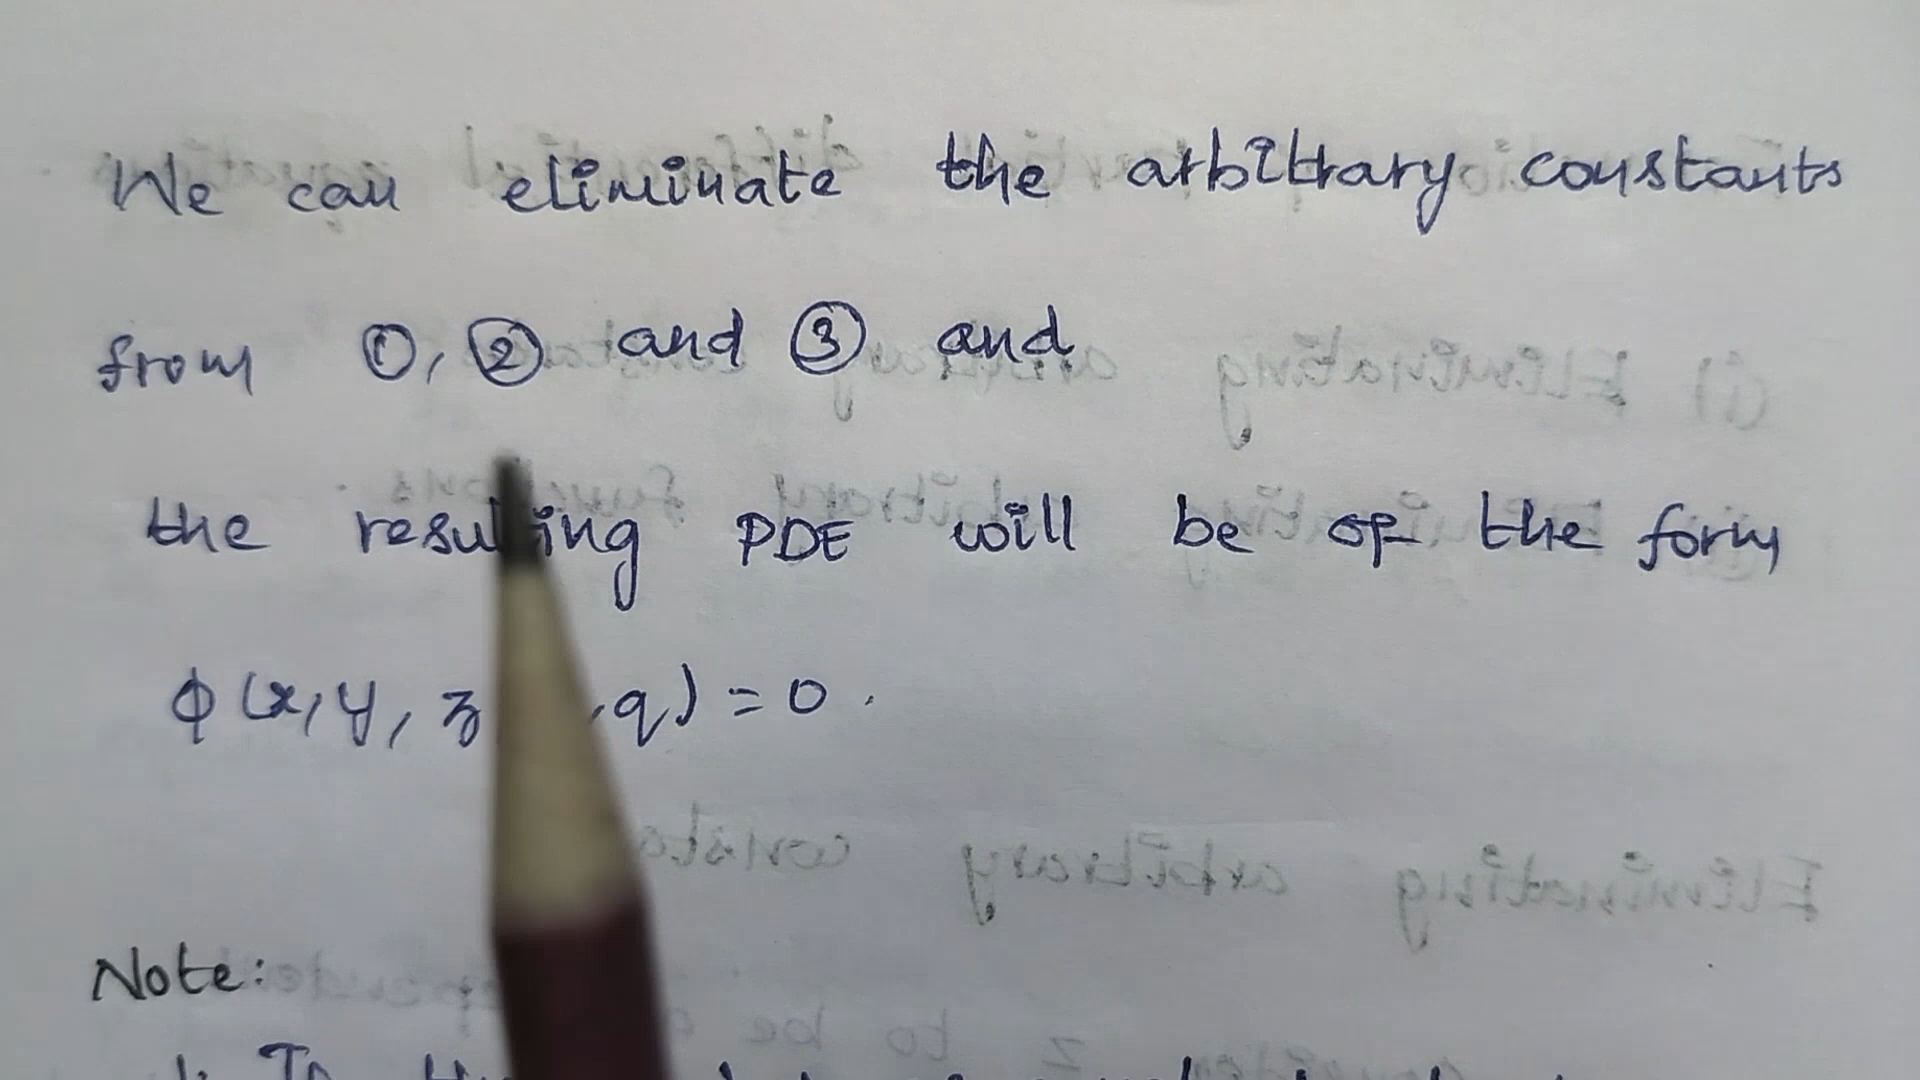 We can eliminate the arbitrary constants
from ①, ② and ③ and
the resulting PDE will be of the form
φ(x, y, z , q) = 0 .
Note: